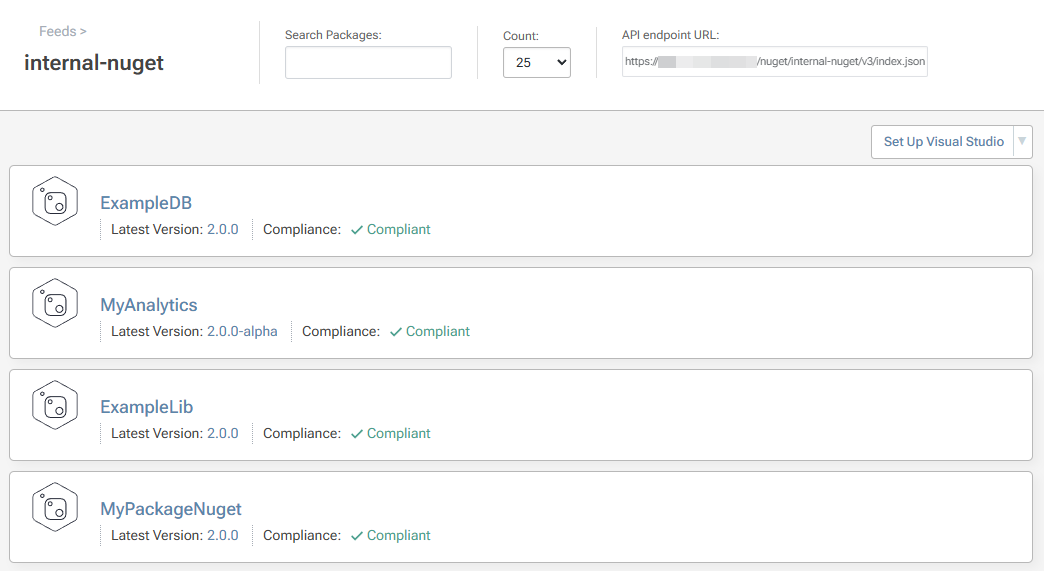 Feeds >
internal-nuget
Search Packages:
Count:
25
API endpoint URL:
https:// /nuget/internal-nuget/v3/index.json
Set Up Visual Studio
ExampleDB
Latest Version: 2.0.0 Compliance: ✓ Compliant
MyAnalytics
Latest Version: 2.0.0-alpha Compliance: ✓ Compliant
ExampleLib
Latest Version: 2.0.0 Compliance: ✓ Compliant
MyPackageNuget
Latest Version: 2.0.0 Compliance: ✓ Compliant